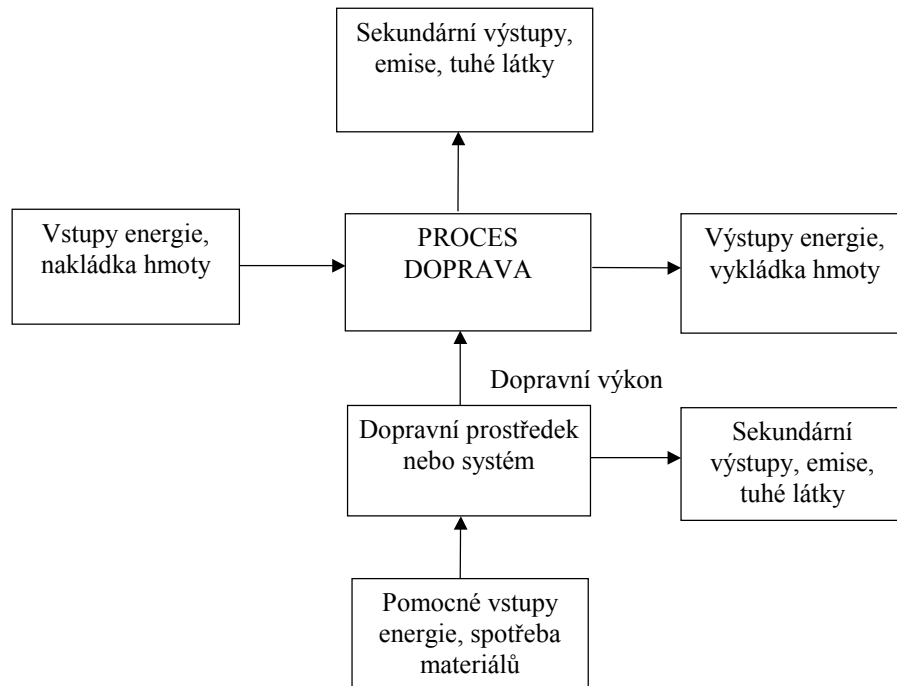 Sekundární výstupy,
emise, tuhé látky
Vstupy energie,
nakládka hmoty
PROCES
DOPRAVA
Výstupy energie,
vykládka hmoty
Dopravní výkon
Dopravní prostředek
nebo systém
Sekundární
výstupy, emise,
tuhé látky
Pomocné vstupy
energie, spotřeba
materiálů